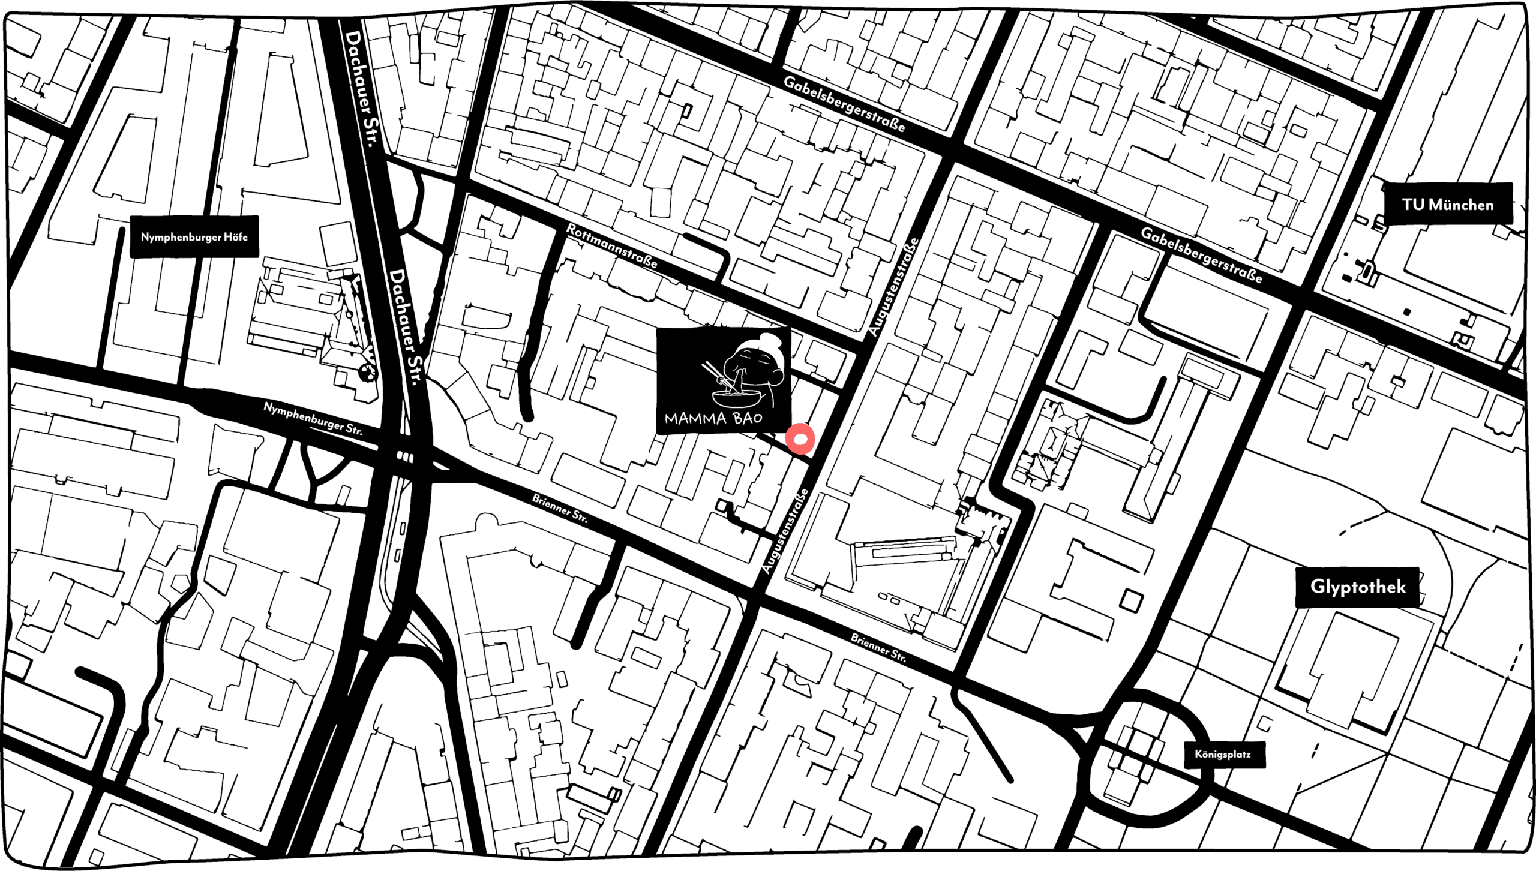 Dachauer Str.
Gabelsbergerstraße
TU München
Nymphenburger Höfe
Rottmannstraße
Augustenstraße
Gabelsbergerstraße
Dachauer Str.
MAMMA BAO
Nymphenburger Str.
Brienner Str.
Augustenstraße
Glyptothek
Brienner Str.
Königsplatz